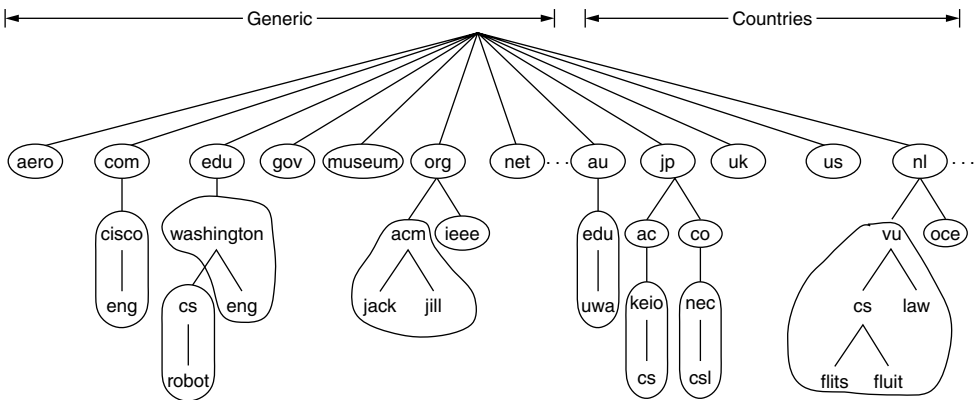 Generic Countries
aero com edu gov museum org net ... au jp uk us nl ...
cisco washington acm ieee edu ac co vu oce
eng cs eng jack jill uwa keio nec cs law
robot cs csl flits fluit